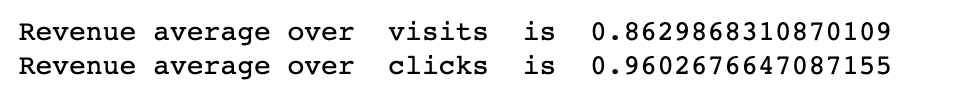 Revenue average over  visits  is  0.8629868310870109
Revenue average over  clicks  is  0.9602676647087155